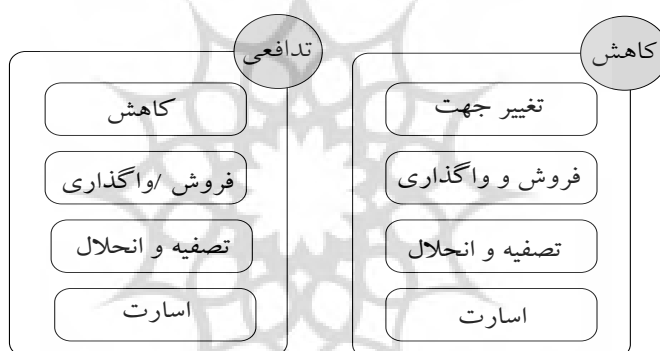 کاهش
تغییر جهت
فروش و واگذاری
تصفیه و انحلال
اسارت
تدافعی
کاهش
فروش /واگذاری
تصفیه و انحلال
اسارت